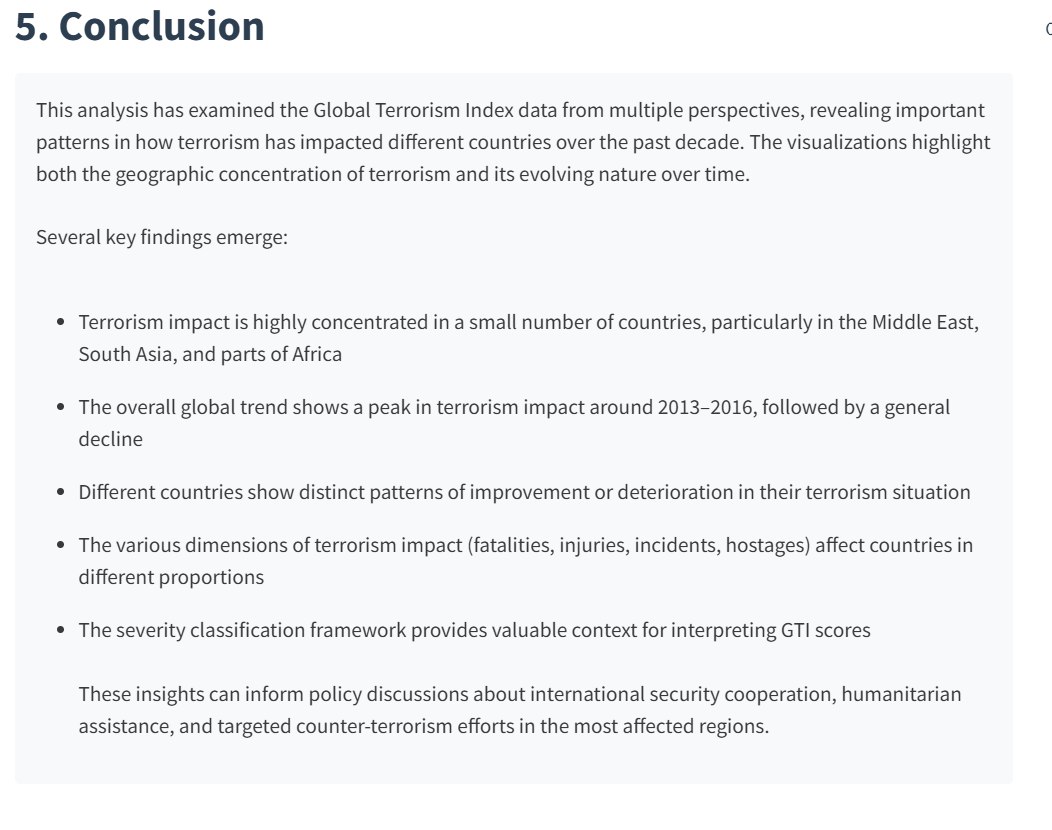 5. Conclusion
This analysis has examined the Global Terrorism Index data from multiple perspectives, revealing important
patterns in how terrorism has impacted different countries over the past decade. The visualizations highlight
both the geographic concentration of terrorism and its evolving nature over time.
Several key findings emerge:
• Terrorism impact is highly concentrated in a small number of countries, particularly in the Middle East,
South Asia, and parts of Africa
• The overall global trend shows a peak in terrorism impact around 2013–2016, followed by a general
decline
• Different countries show distinct patterns of improvement or deterioration in their terrorism situation
• The various dimensions of terrorism impact (fatalities, injuries, incidents, hostages) affect countries in
different proportions
• The severity classification framework provides valuable context for interpreting GTI scores
These insights can inform policy discussions about international security cooperation, humanitarian
assistance, and targeted counter-terrorism efforts in the most affected regions.